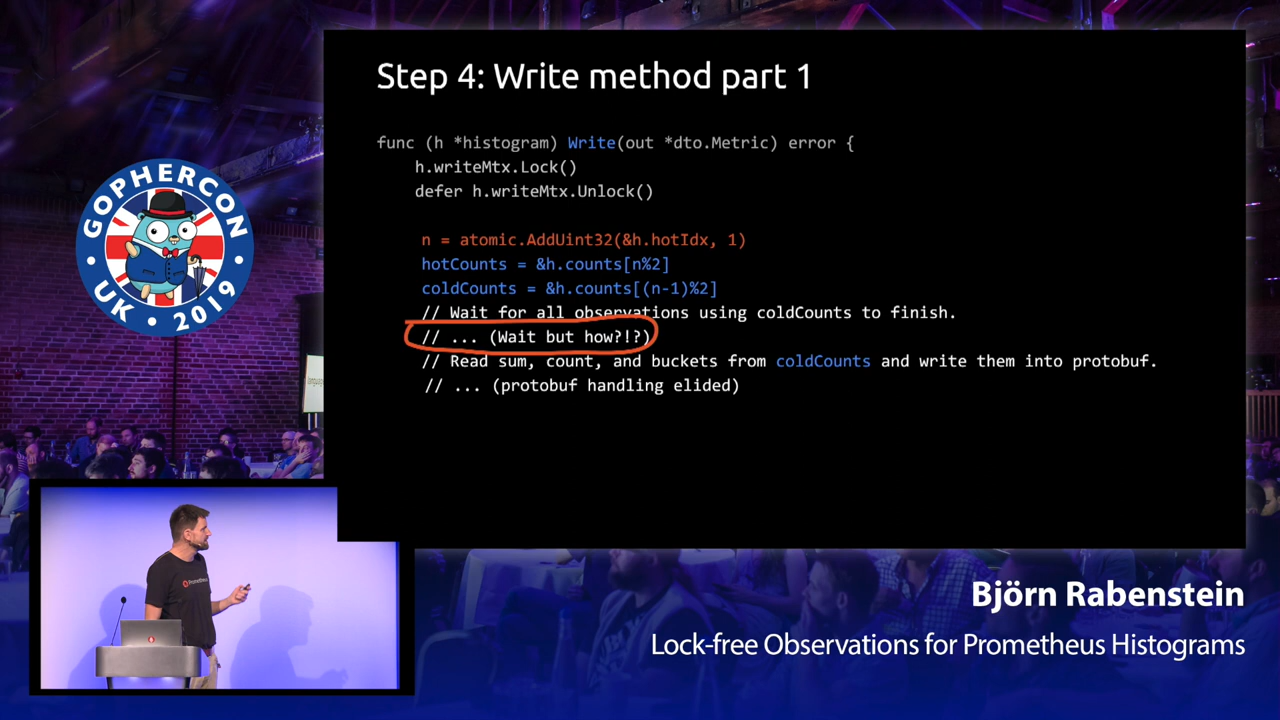 Step 4: Write method part 1
func (h *histogram) Write(out *dto.Metric) error {
h.writeMtx.Lock()
defer h.writeMtx.Unlock()
n = atomic.AddUint32(&h.hotIdx, 1)
hotCounts = &h.counts[n%2]
coldCounts = &h.counts[(n-1)%2]
// Wait for all observations using coldCounts to finish.
// ... (Wait but how?!?)
// Read sum, count, and buckets from coldCounts and write them into protobuf.
// ... (protobuf handling elided)
GOPHERCON
UK 2019
Prometheus
Björn Rabenstein
Lock-free Observations for Prometheus Histograms